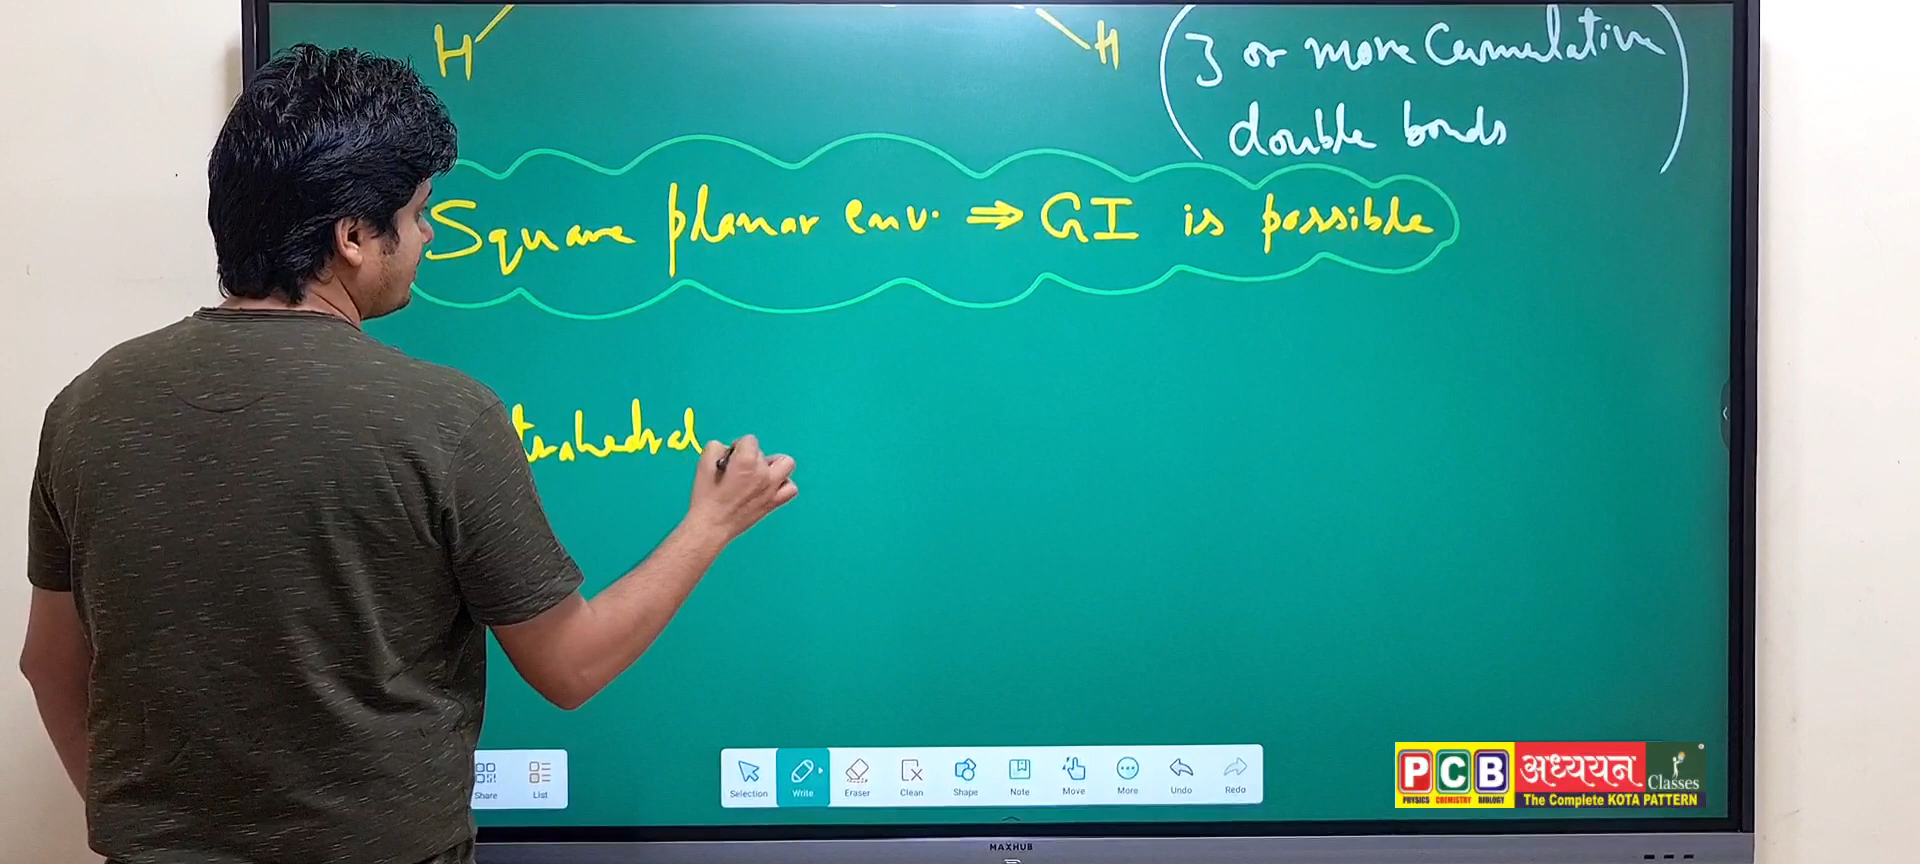 H
H
3 or more Cummulative
double bonds
Square planar env. ⇒ GI is possible
trahedral
Share
List
Selection
Write
Eraser
Clean
Shape
Note
Move
More
Undo
Redo
PCB अध्ययन Classes
PHYSICS CHEMISTRY BIOLOGY
The Complete KOTA PATTERN
MAXHUB